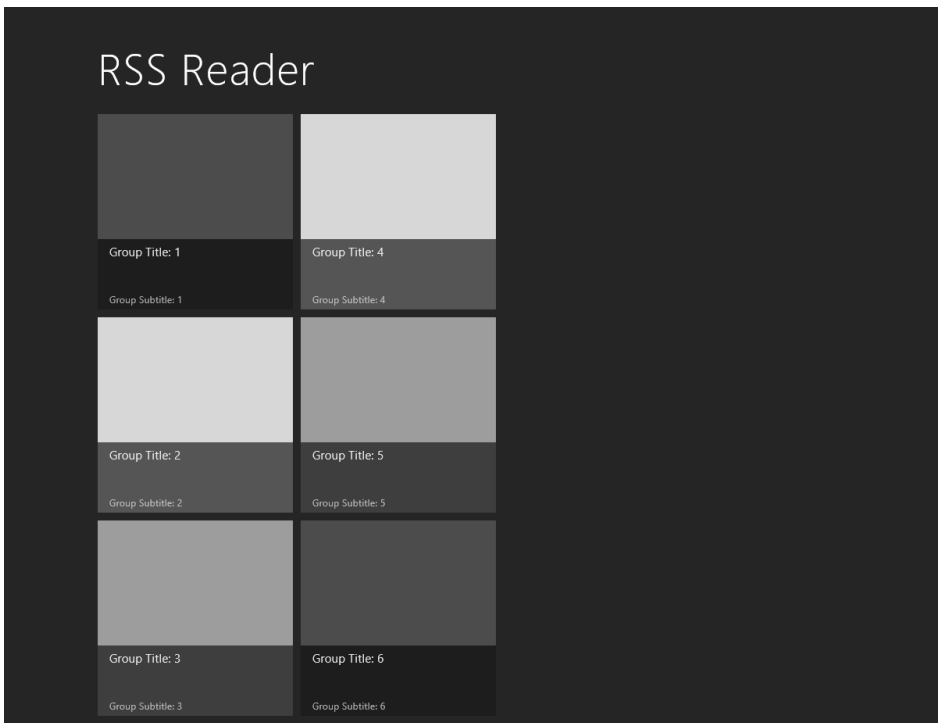 RSS Reader
Group Title: 1
Group Subtitle: 1
Group Title: 2
Group Subtitle: 2
Group Title: 3
Group Subtitle: 3
Group Title: 4
Group Subtitle: 4
Group Title: 5
Group Subtitle: 5
Group Title: 6
Group Subtitle: 6